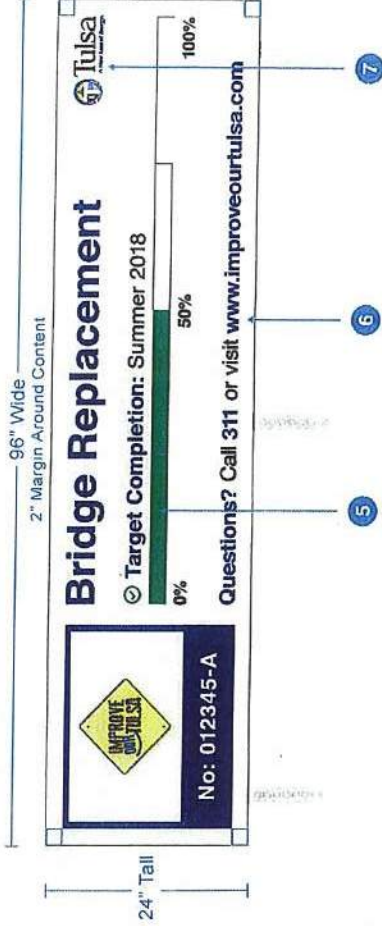 96" Wide
2" Margin Around Content
24" Tall
IMPROVE
OUR
TULSA
No: 012345-A
Bridge Replacement
Tulsa
Target Completion: Summer 2018
0%
50%
100%
Questions? Call 311 or visit www.improveourtulsa.com
5
6
7